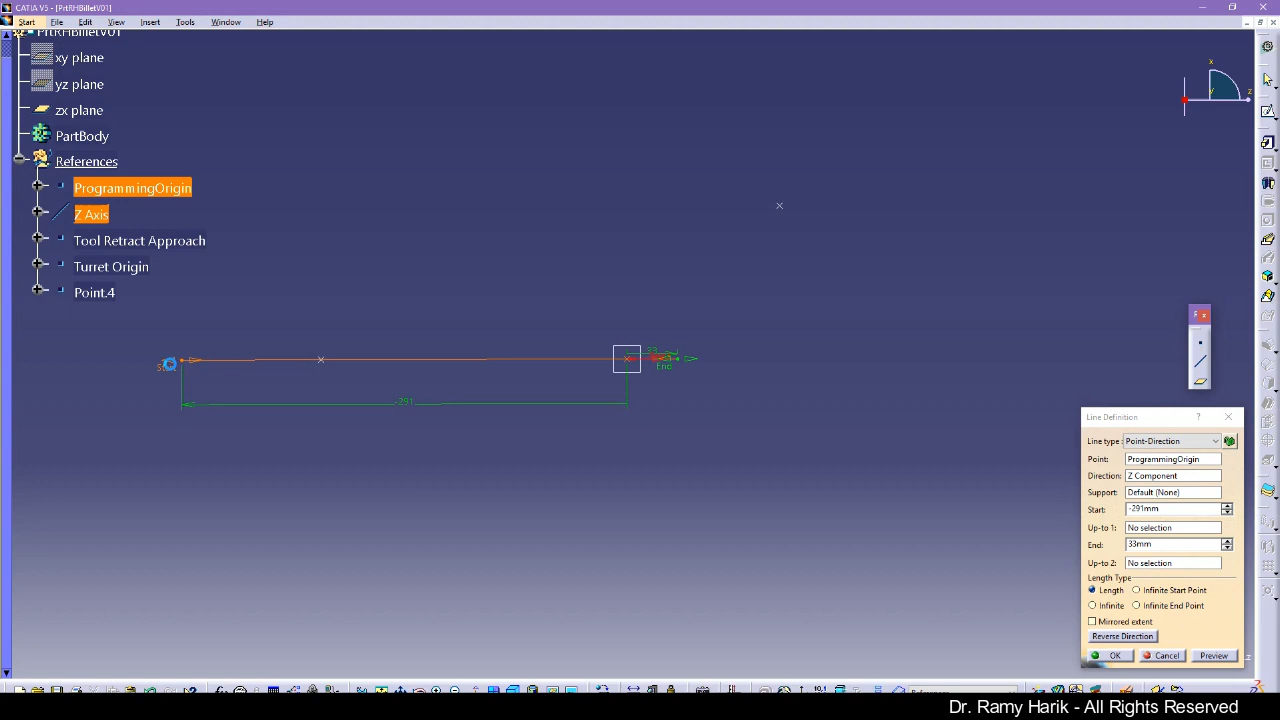 CATIA V5 - [PrtRHBilletV01]
Start File Edit View Insert Tools Window Help
PrtRHBilletV01
xy plane
yz plane
zx plane
PartBody
References
ProgrammingOrigin
Z Axis
Tool Retract Approach
Turret Origin
Point.4
x
y
z
33
End
-291
Line Definition ?
Line type : Point-Direction
Point: ProgrammingOrigin
Direction: Z Component
Support: Default (None)
Start: -291mm
Up-to 1: No selection
End: 33mm
Up-to 2: No selection
Length Type
Length Infinite Start Point
Infinite Infinite End Point
Mirrored extent
Reverse Direction
OK Cancel Preview
Dr. Ramy Harik - All Rights Reserved